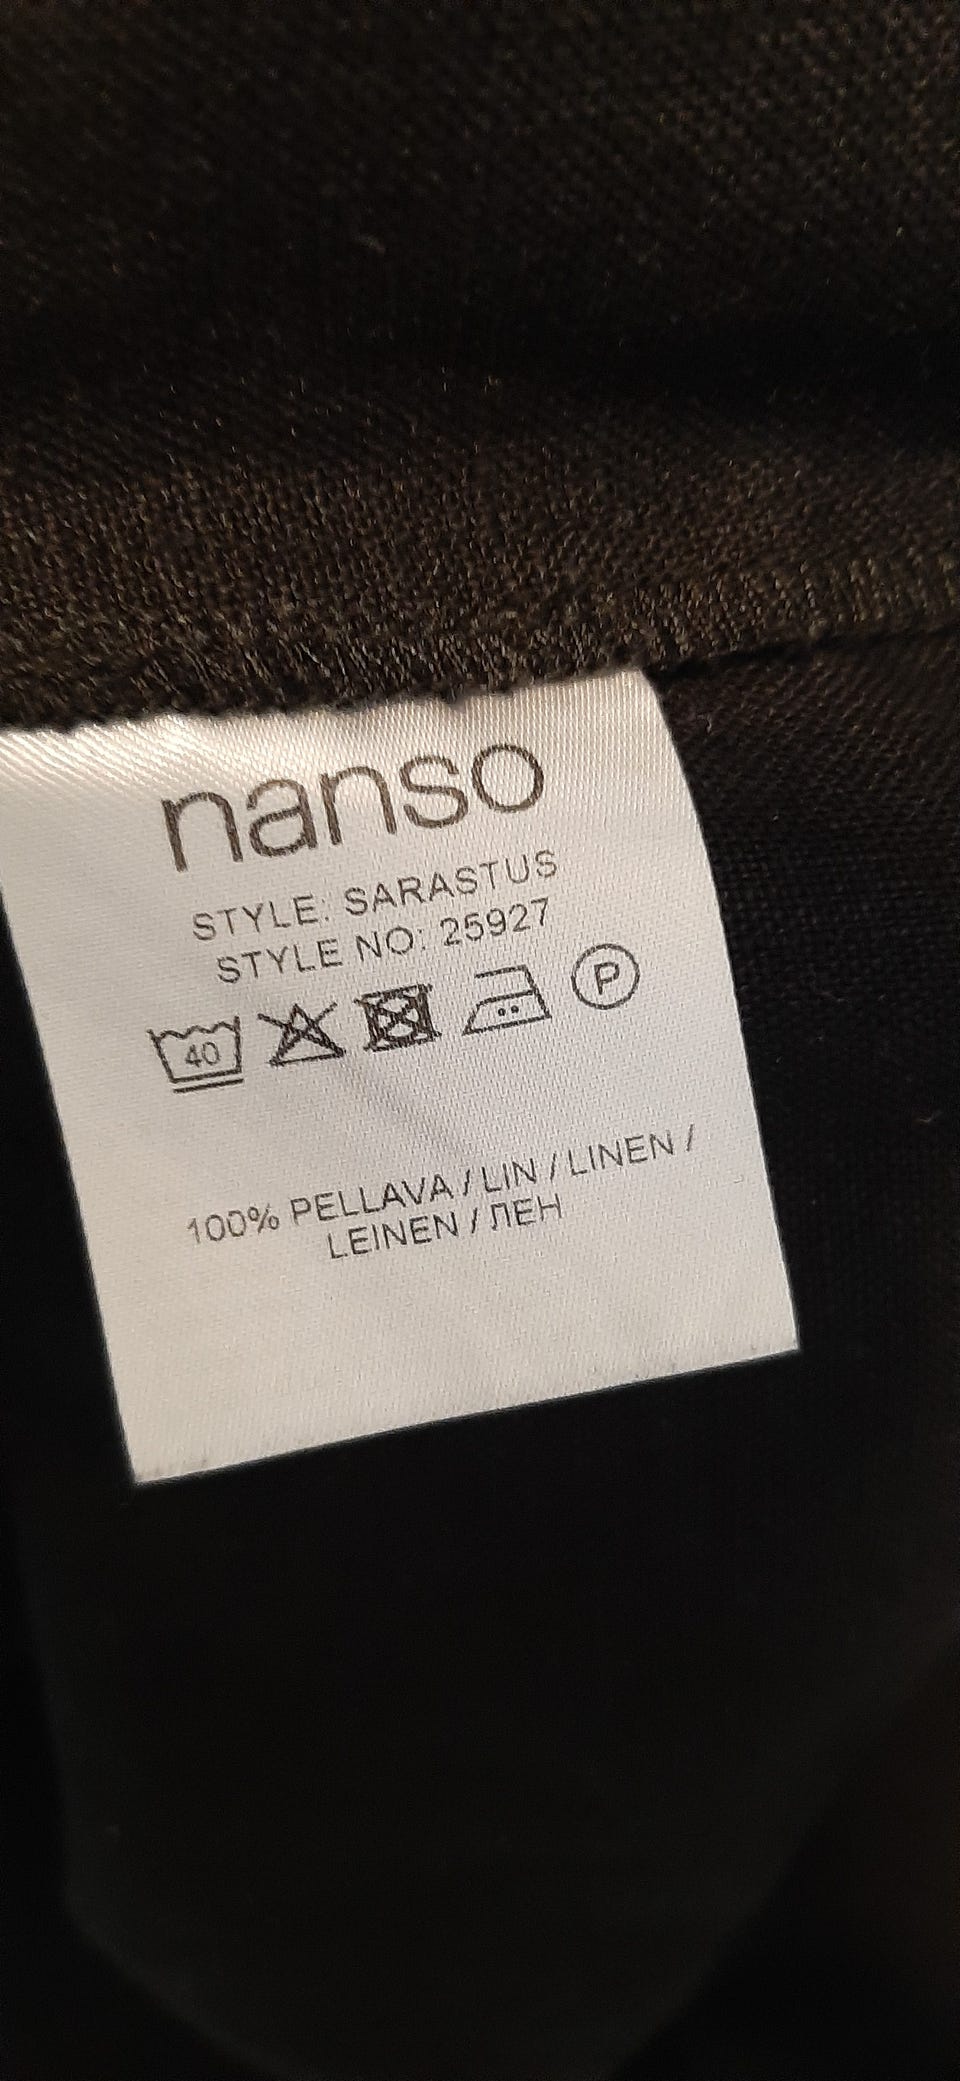 nanso
STYLE: SARASTUS
STYLE NO: 25927
40 P
100% PELLAVA / LIN / LINEN /
LEINEN / ЛЕН